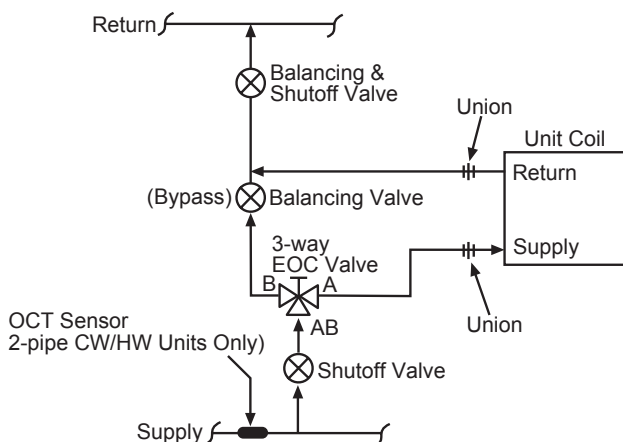 Return
Balancing &
Shutoff Valve
Union
Unit Coil
Return
(Bypass)
Balancing Valve
3-way
EOC Valve
Supply
B
A
OCT Sensor
2-pipe CW/HW Units Only)
AB
Union
Shutoff Valve
Supply